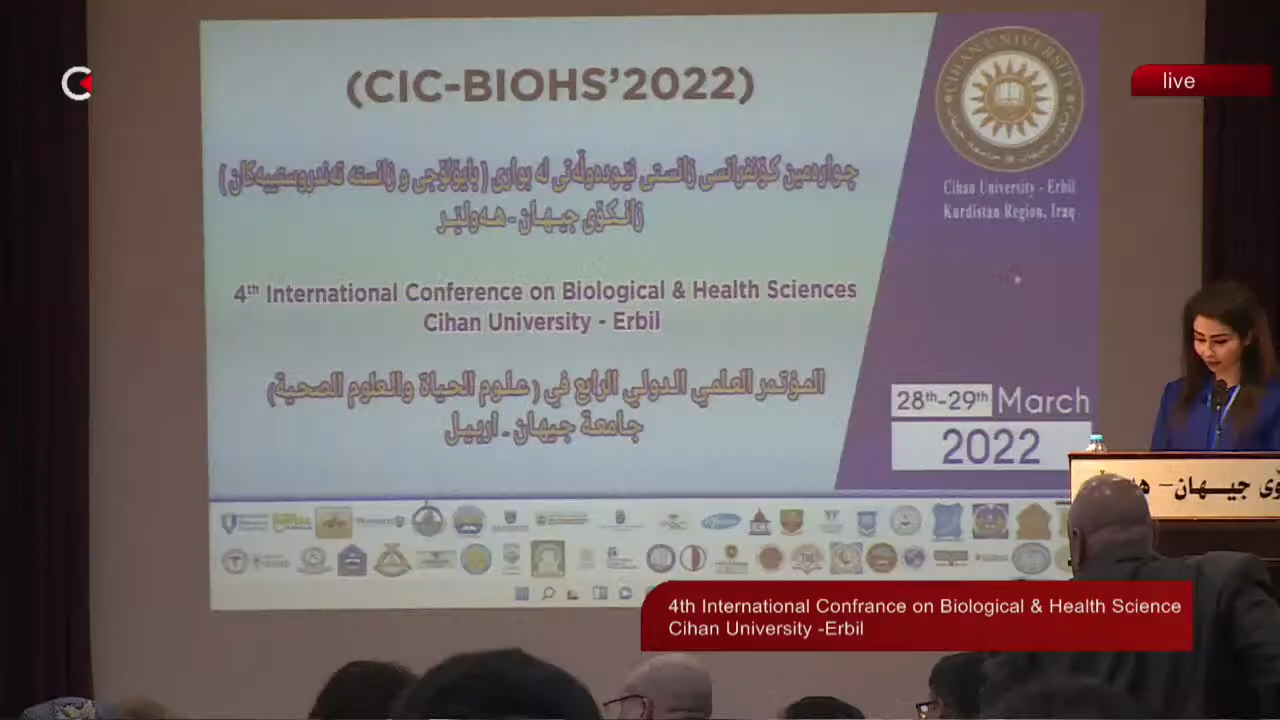 (CIC-BIOHS'2022)
چوارەمین کۆنفرانسی زانستی نێودەوڵەتی لە بواری ( بایۆلۆجی و زانستە تەندروستییەکان )
زانکۆی جیهان - هەولێر
4th International Conference on Biological & Health Sciences
Cihan University - Erbil
المؤتمر العلمي الدولي الرابع في (علوم الحياة والعلوم الصحية)
جامعة جيهان - اربيل
CIHAN UNIVERSITY
Cihan University - Erbil
Kurdistan Region, Iraq
28th-29th March
2022
live
ۆی جیهان - هە
4th International Confrance on Biological & Health Science
Cihan University -Erbil